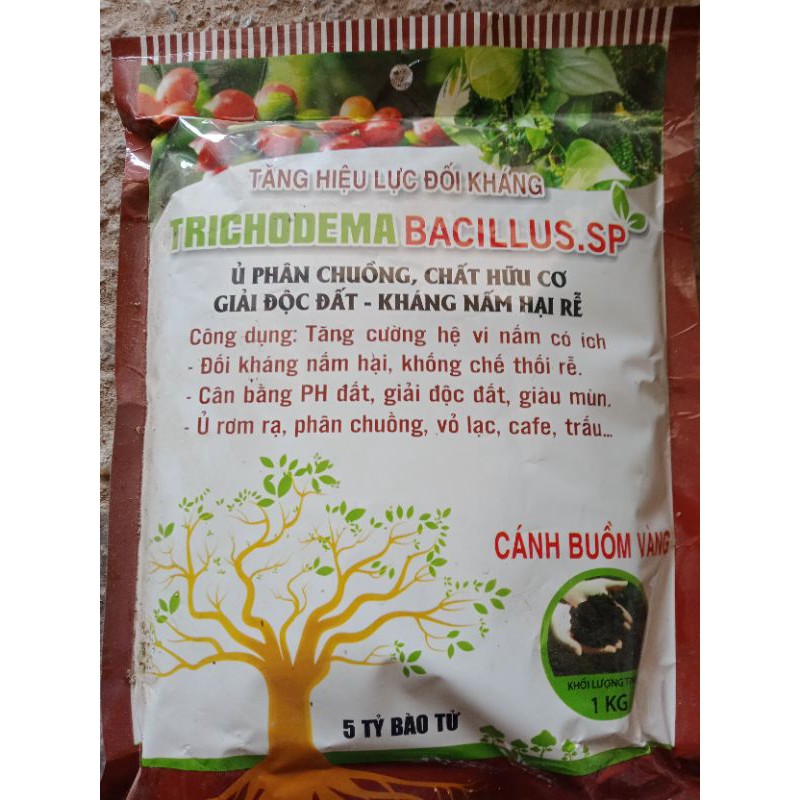 TĂNG HIỆU LỰC ĐỐI KHÁNG
TRICHODEMA BACILLUS.SP
Ủ PHÂN CHUỒNG, CHẤT HỮU CƠ
GIẢI ĐỘC ĐẤT - KHÁNG NẤM HẠI RỄ
Công dụng: Tăng cường hệ vi nấm có ích
- Đối kháng nấm hại, khống chế thối rễ.
- Cân bằng PH đất, giải độc đất, giàu mùn.
- Ủ rơm rạ, phân chuồng, vỏ lạc, cafe, trấu...
CÁNH BUỒM VÀNG
KHỐI LƯỢNG
1 KG
5 TỶ BÀO TỬ